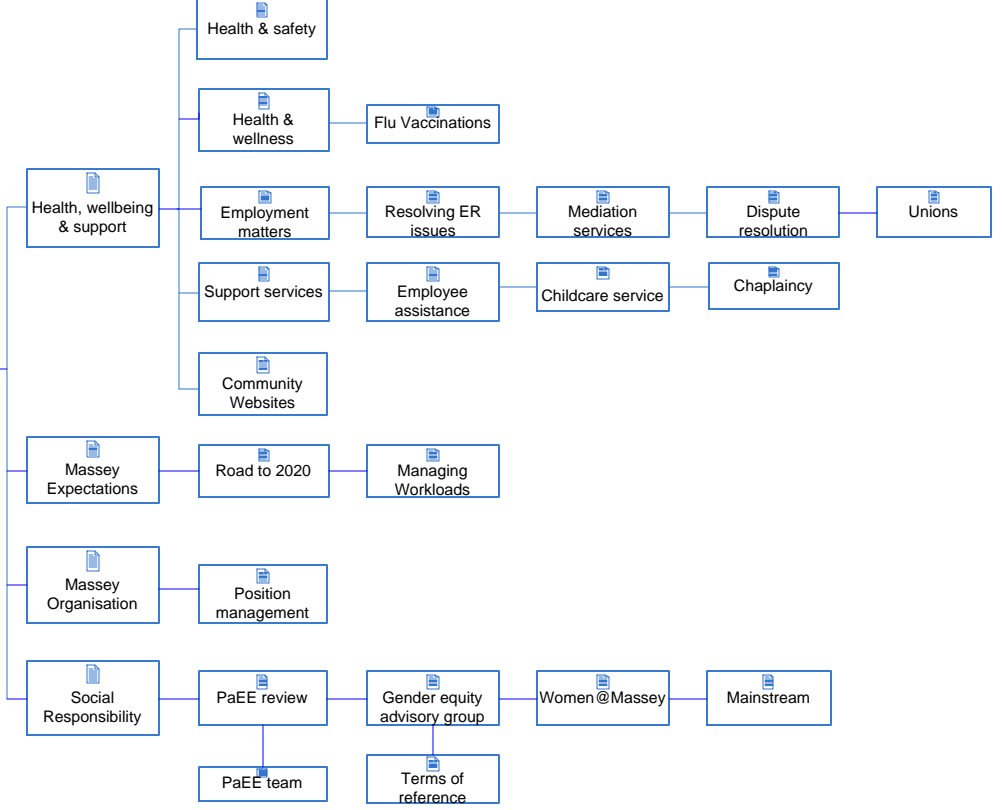 Health & safety
Health &
wellness
Flu Vaccinations
Health, wellbeing
& support
Employment
matters
Resolving ER
issues
Mediation
services
Dispute
resolution
Unions
Support services
Employee
assistance
Childcare service
Chaplaincy
Community
Websites
Massey
Expectations
Road to 2020
Managing
Workloads
Massey
Organisation
Position
management
Social
Responsibility
PaEE review
Gender equity
advisory group
Women@Massey
Mainstream
PaEE team
Terms of
reference